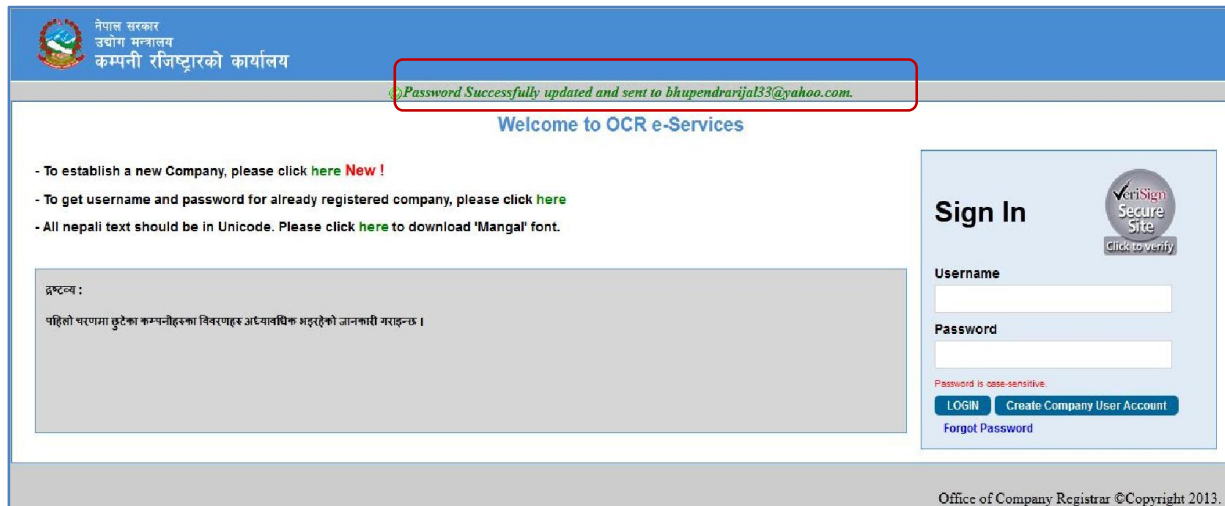 नेपाल सरकार
उद्योग मन्त्रालय
कम्पनी रजिष्ट्रारको कार्यालय
Password Successfully updated and sent to bhupendrarijal33@yahoo.com.
Welcome to OCR e-Services
- To establish a new Company, please click here New !
- To get username and password for already registered company, please click here
- All nepali text should be in Unicode. Please click here to download 'Mangal' font.
द्रष्टव्य :
पहिलो चरणमा छुटेका कम्पनीहरुका विवरणहरु अध्यावधिक भइरहेको जानकारी गराइन्छ ।
Sign In
VeriSign
Secure
Site
Click to verify
Username
Password
Password is case-sensitive.
LOGIN Create Company User Account
Forgot Password
Office of Company Registrar ©Copyright 2013.